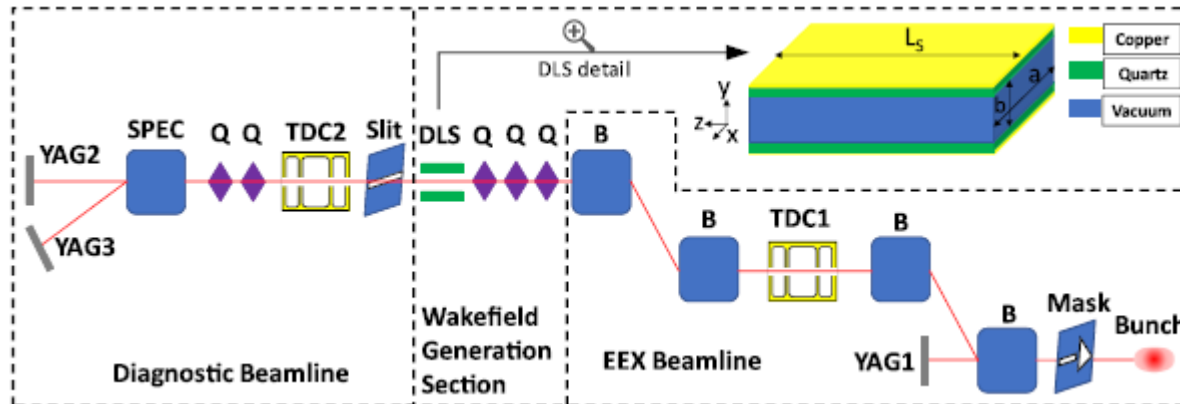 DLS detail
Ls
a
b
y
z
x
Copper
Quartz
Vacuum
SPEC
Q Q
TDC2
Slit
DLS
Q Q Q
B
YAG2
YAG3
B
TDC1
B
B
Mask
Bunch
YAG1
Diagnostic Beamline
Wakefield
Generation
Section
EEX Beamline